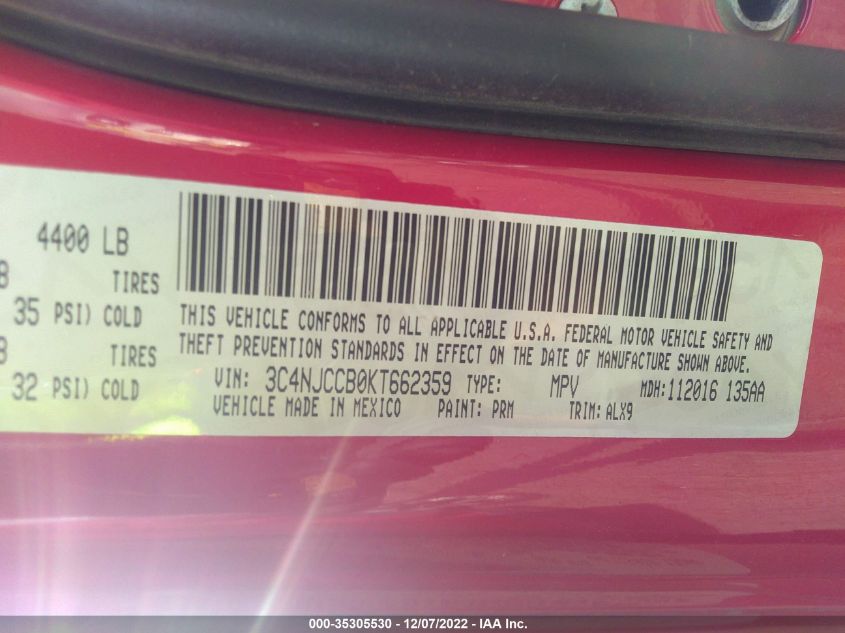 4400 LB
B TIRES
35 PSI) COLD
B TIRES
32 PSI) COLD
THIS VEHICLE CONFORMS TO ALL APPLICABLE U.S.A. FEDERAL MOTOR VEHICLE SAFETY AND
THEFT PREVENTION STANDARDS IN EFFECT ON THE DATE OF MANUFACTURE SHOWN ABOVE.
VIN: 3C4NJCCB0KT662359 TYPE: MPV MDH:112016 135AA
VEHICLE MADE IN MEXICO PAINT: PRM TRIM: ALX9
000-35305530 - 12/07/2022 - IAA Inc.